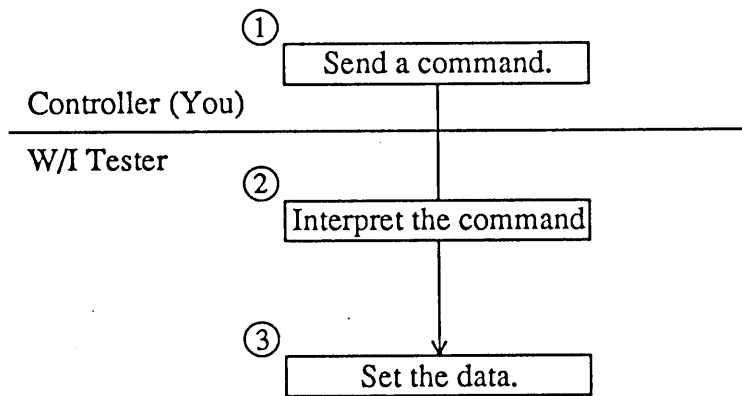 ①
Send a command.
Controller (You)
W/I Tester
②
Interpret the command
③
Set the data.